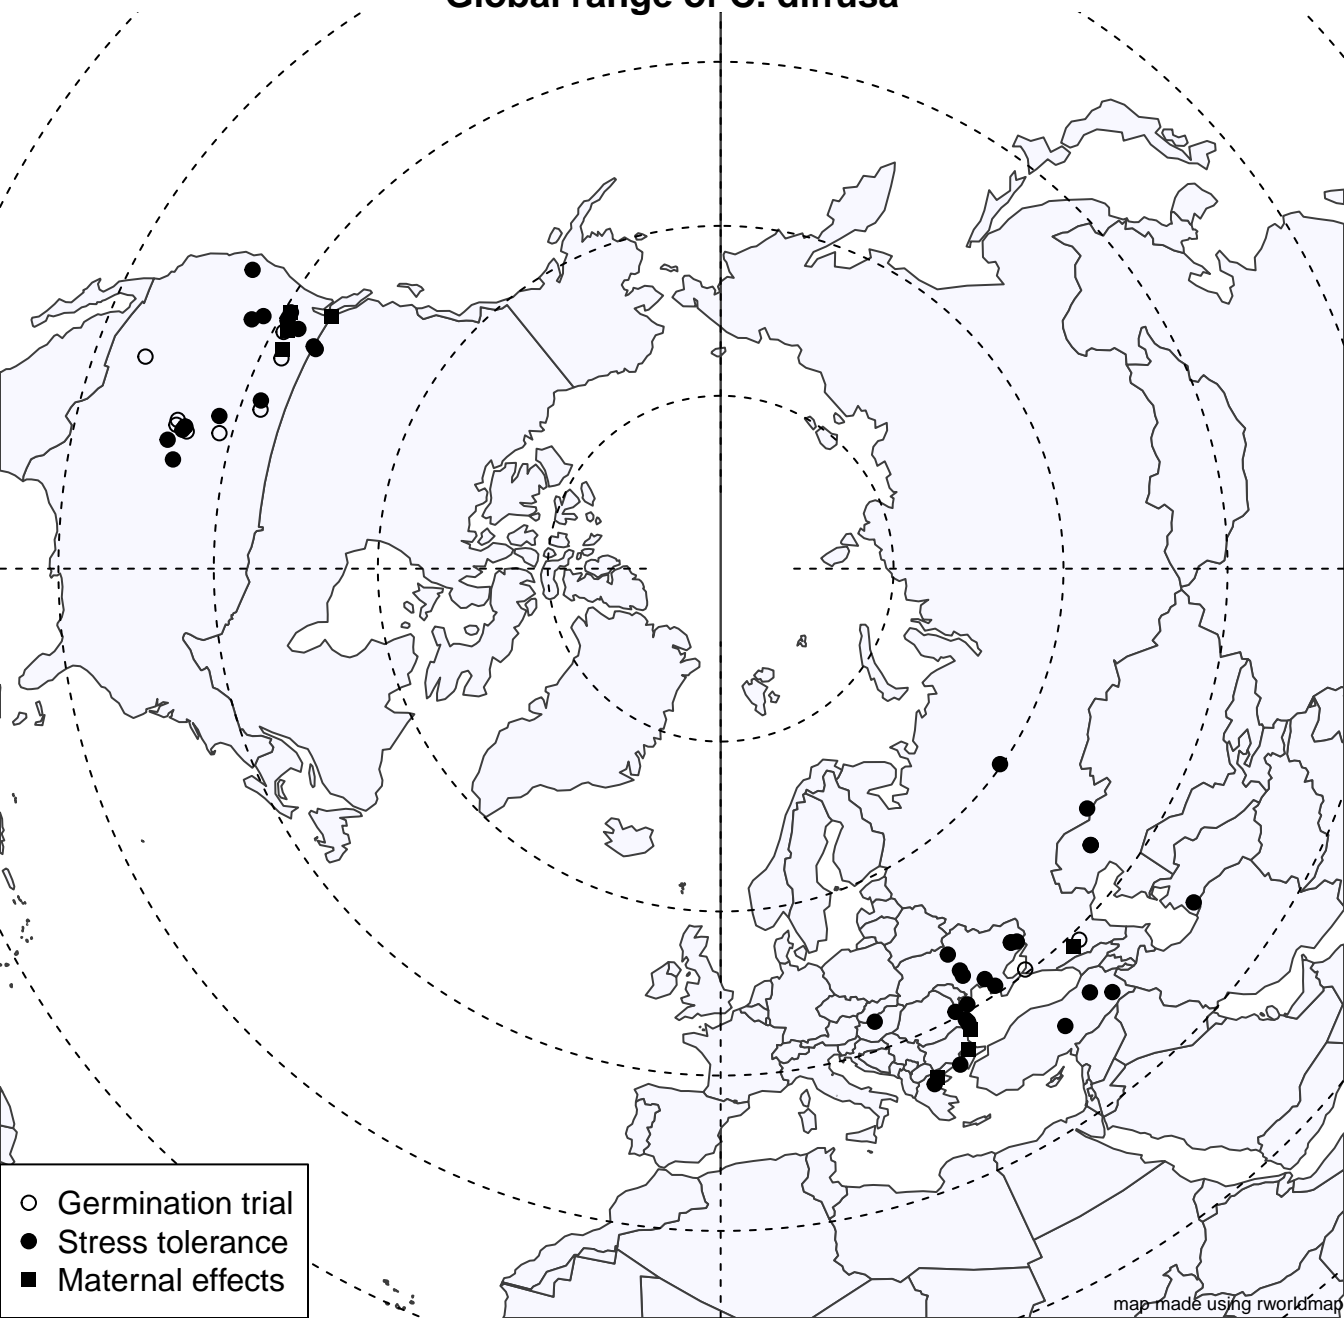 Global range of C. diffusa
Germination trial
Stress tolerance
Maternal effects
map made using rworldmap